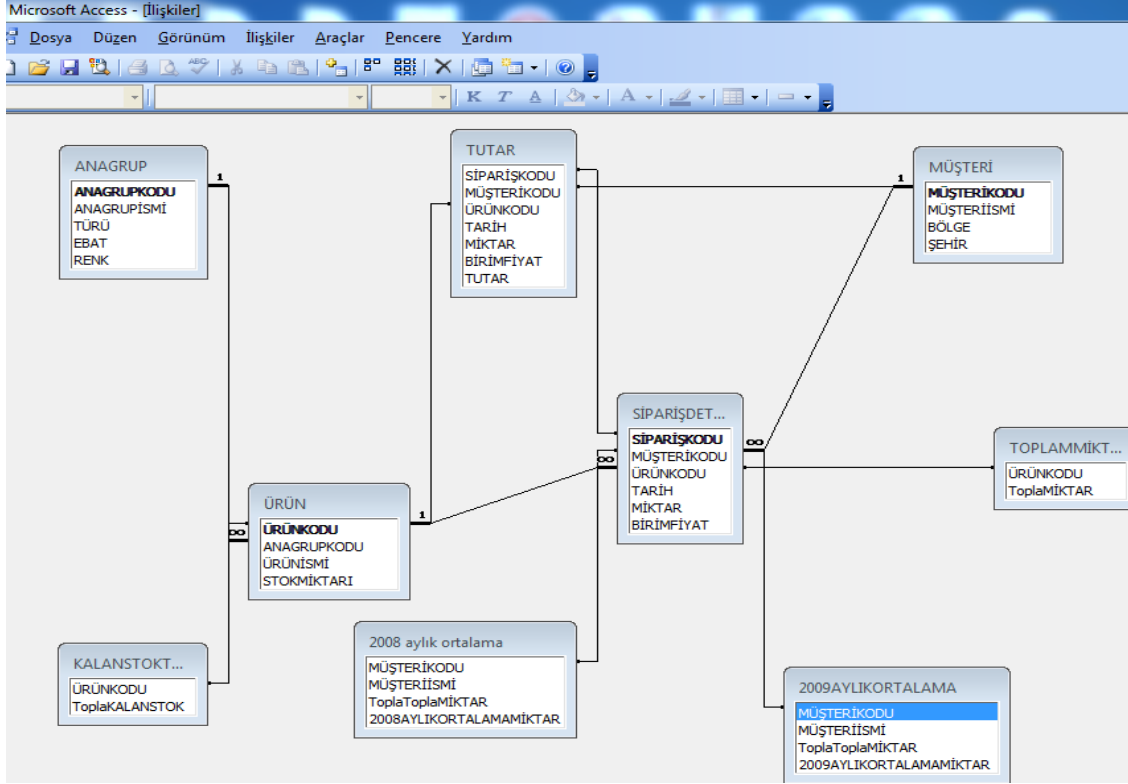 Microsoft Access - [İlişkiler]
Dosya Düzen Görünüm İlişkiler Araçlar Pencere Yardım
K T A A
ANAGRUP
ANAGRUPKODU
ANAGRUPİSMİ
TÜRÜ
EBAT
RENK
1
TUTAR
SİPARİŞKODU
MÜŞTERİKODU
ÜRÜNKODU
TARİH
MİKTAR
BİRİMFİYAT
TUTAR
1
MÜŞTERİ
MÜŞTERİKODU
MÜŞTERİİSMİ
BÖLGE
ŞEHİR
SİPARİŞDET...
SİPARİŞKODU
MÜŞTERİKODU
ÜRÜNKODU
TARİH
MİKTAR
BİRİMFİYAT
∞
∞
TOPLAMMİKT...
ÜRÜNKODU
ToplaMİKTAR
∞
ÜRÜN
ÜRÜNKODU
ANAGRUPKODU
ÜRÜNİSMİ
STOKMİKTARI
1
KALANSTOKT...
ÜRÜNKODU
ToplaKALANSTOK
2008 aylık ortalama
MÜŞTERİKODU
MÜŞTERİİSMİ
ToplaToplaMİKTAR
2008AYLIKORTALAMAMİKTAR
2009AYLIKORTALAMA
MÜŞTERİKODU
MÜŞTERİİSMİ
ToplaToplaMİKTAR
2009AYLIKORTALAMAMİKTAR